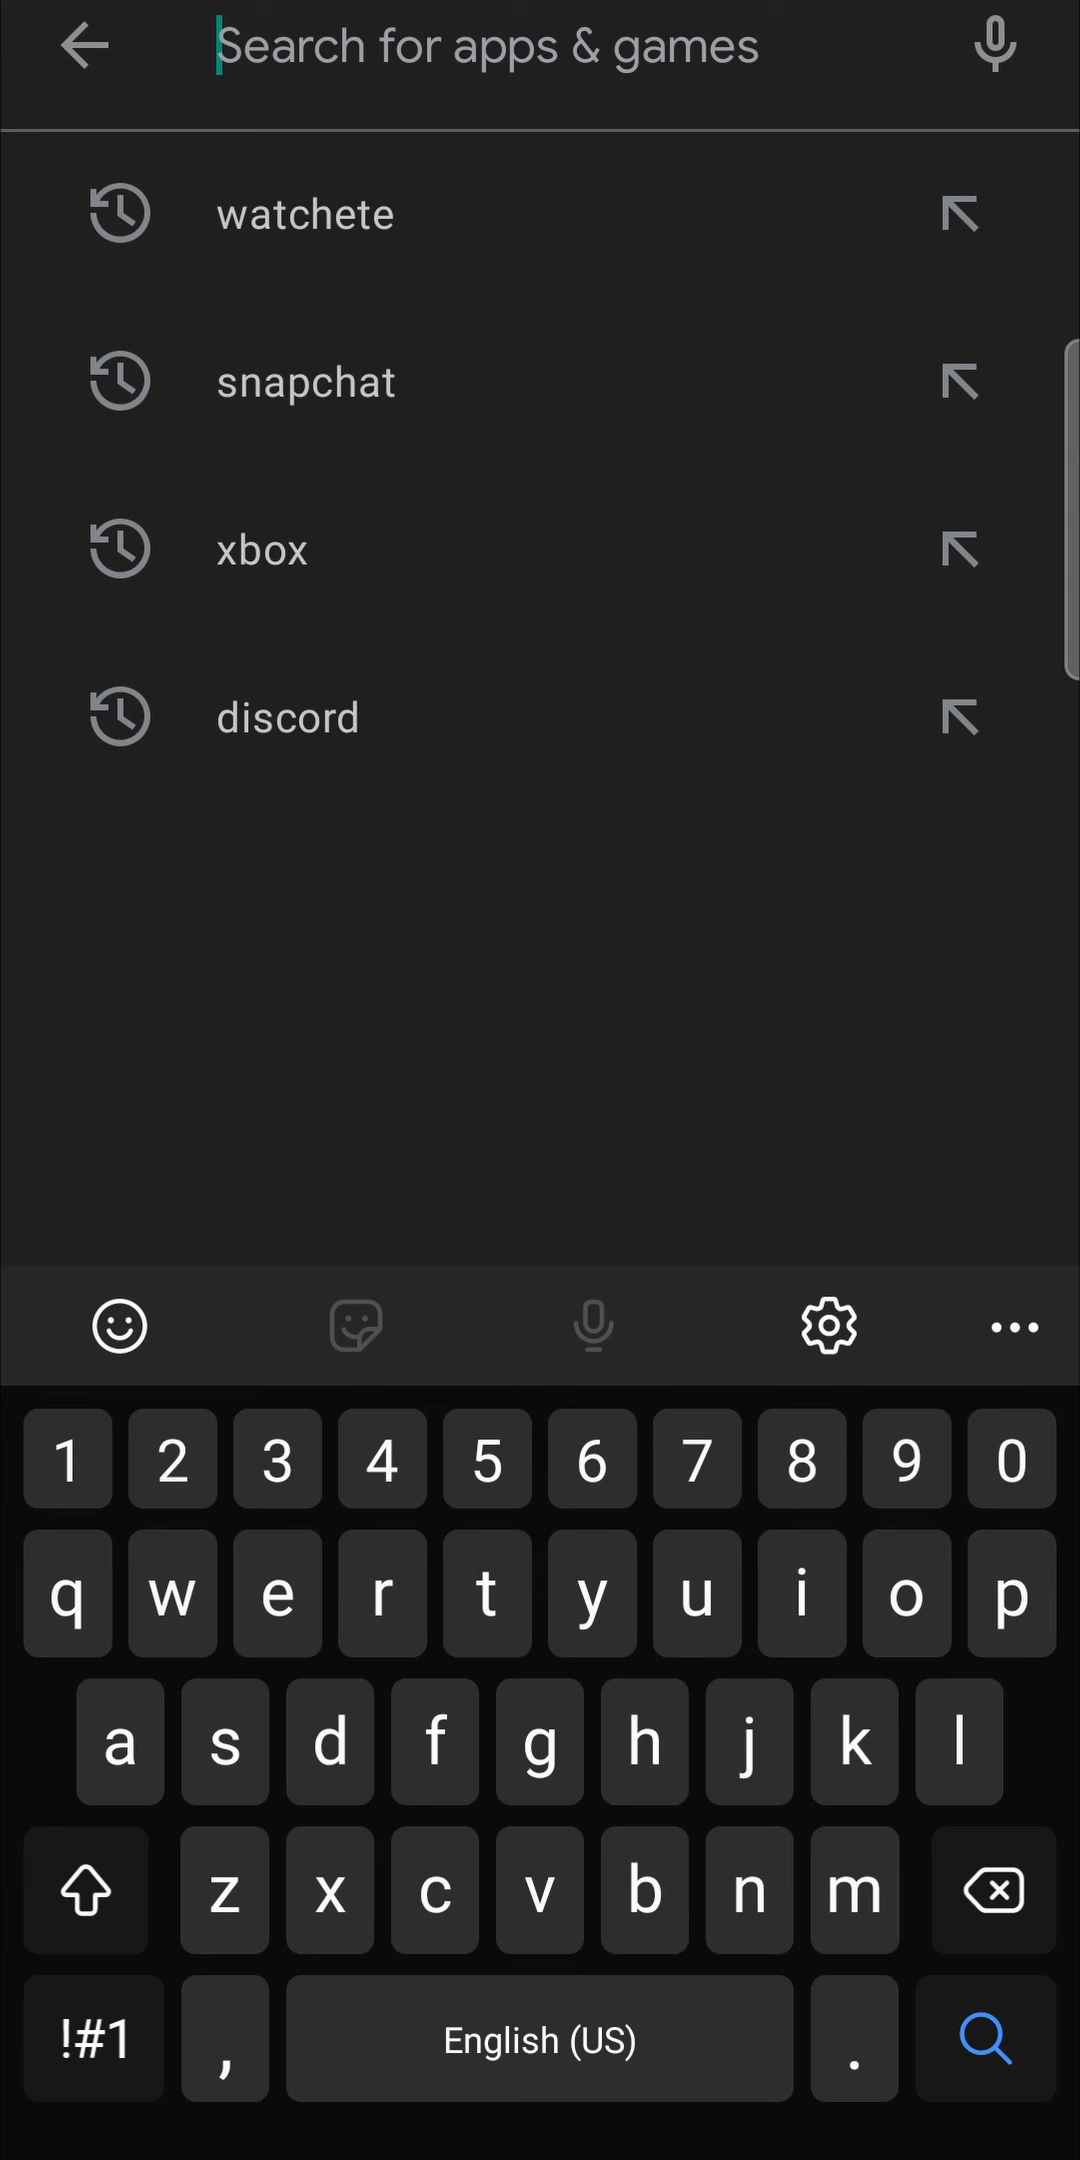 Search for apps & games
watchete
snapchat
xbox
discord
1 2 3 4 5 6 7 8 9 0
q w e r t y u i o p
a s d f g h j k l
z x c v b n m
!#1 , English (US) .